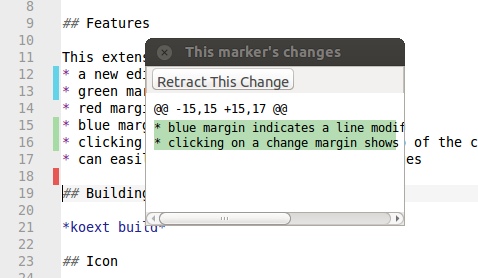 8
9 ## Features
10
11 This extens
12 * a new edi
13 * green mar
14 * red margi
15 * blue marg
16 * clicking of the c
17 * can easil es
18
19 ## Building
20
21 *koext build*
22
23 ## Icon
24
This marker's changes
Retract This Change
@@ -15,15 +15,17 @@
* blue margin indicates a line modif
* clicking on a change margin shows